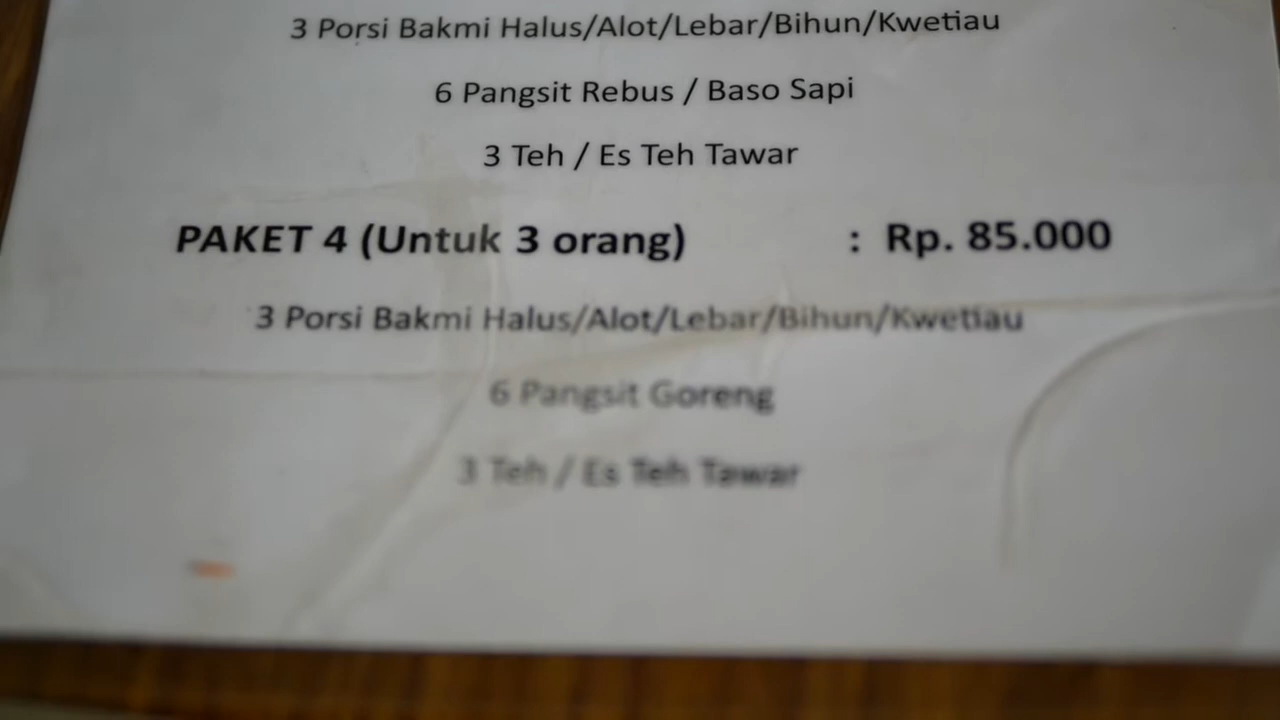 3 Porsi Bakmi Halus/Alot/Lebar/Bihun/Kwetiau
6 Pangsit Rebus / Baso Sapi
3 Teh / Es Teh Tawar
PAKET 4 (Untuk 3 orang) : Rp. 85.000
3 Porsi Bakmi Halus/Alot/Lebar/Bihun/Kwetiau
6 Pangsit Goreng
3 Teh / Es Teh Tawar